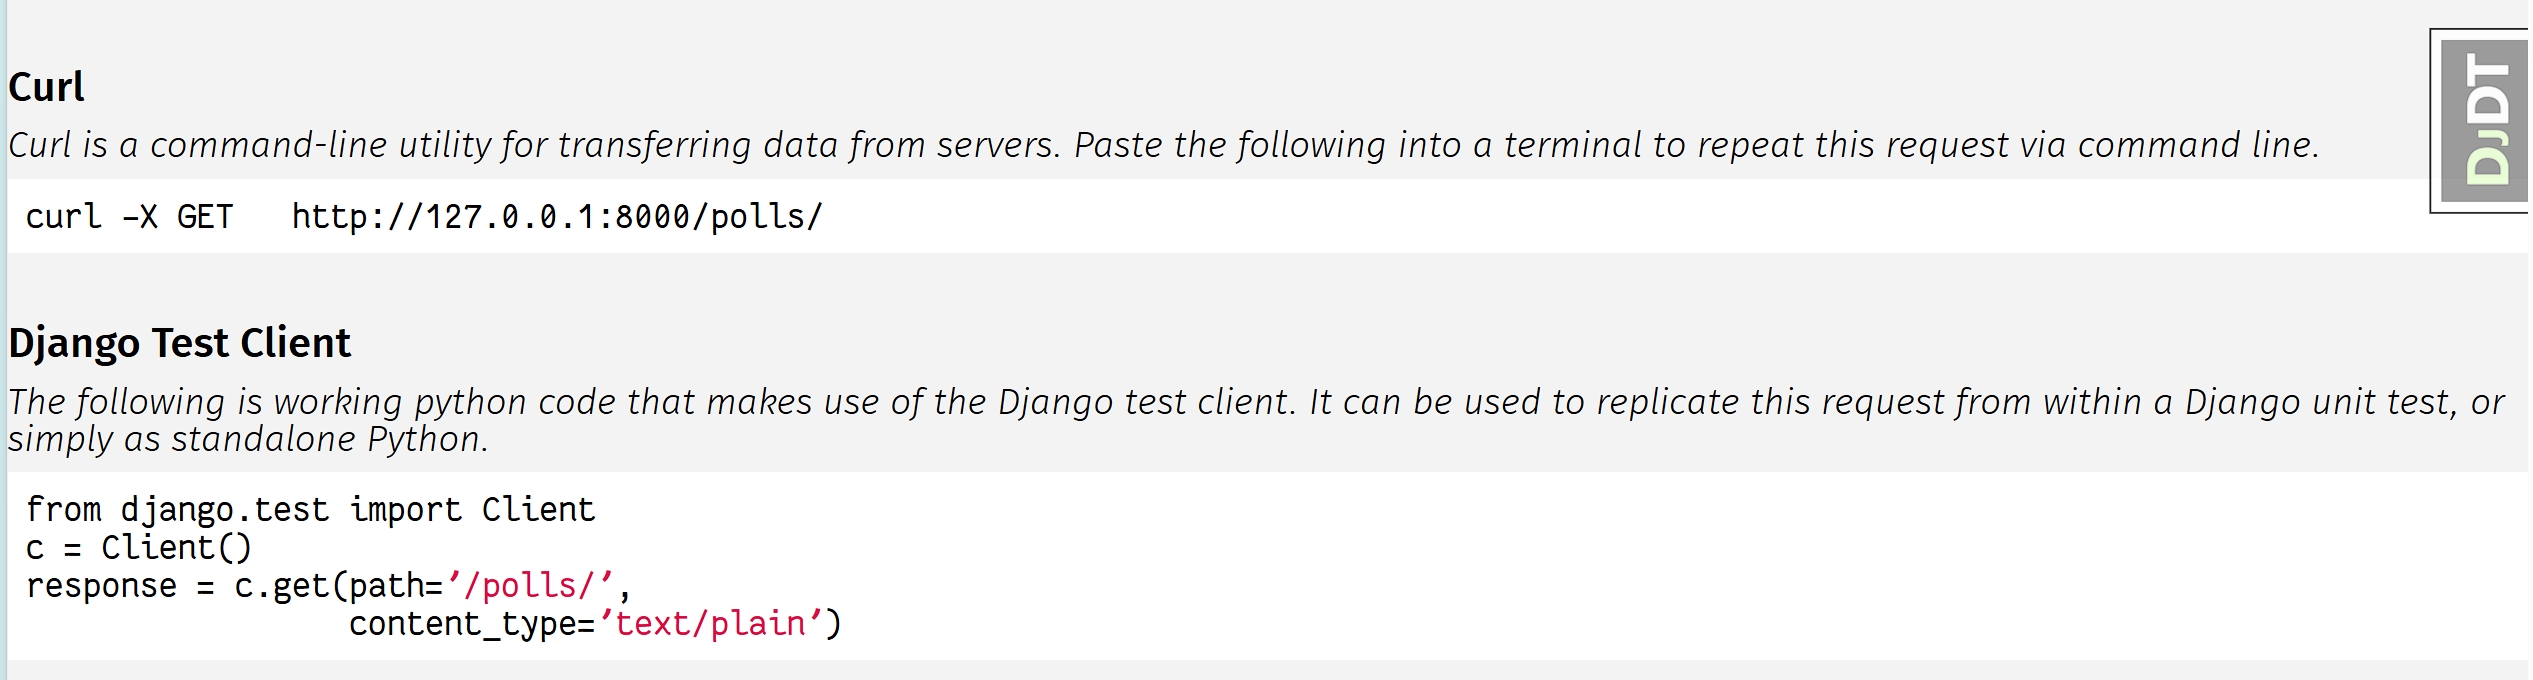 Curl
Curl is a command-line utility for transferring data from servers. Paste the following into a terminal to repeat this request via command line.
curl -X GET   http://127.0.0.1:8000/polls/
DjDT
Django Test Client
The following is working python code that makes use of the Django test client. It can be used to replicate this request from within a Django unit test, or
simply as standalone Python.
from django.test import Client
c = Client()
response = c.get(path='/polls/',
                 content_type='text/plain')